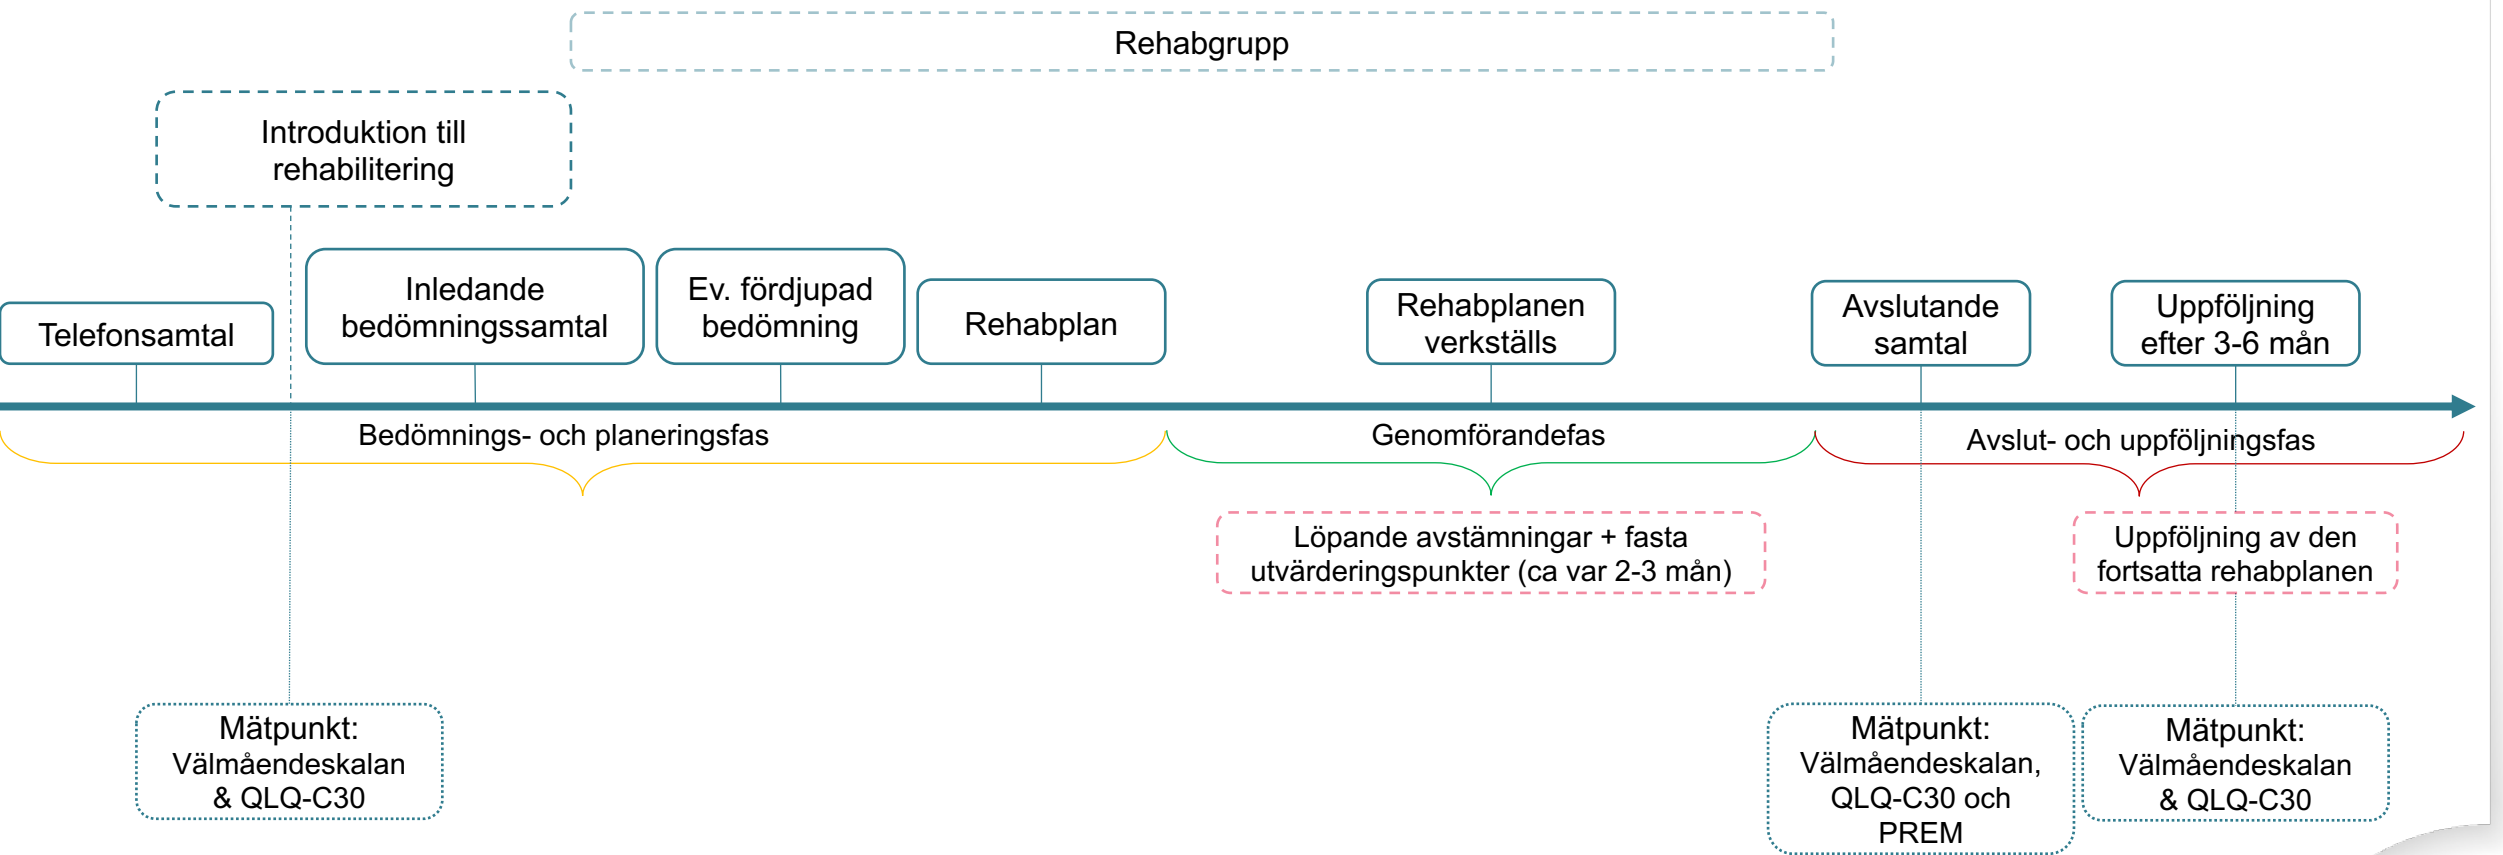 Rehabgrupp
Introduktion till
rehabilitering
Telefonsamtal
Inledande
bedömningssamtal
Ev. fördjupad
bedömning
Rehabplan
Rehabplanen
verkställs
Avslutande
samtal
Uppföljning
efter 3-6 mån
Bedömnings- och planeringsfas
Genomförandefas
Avslut- och uppföljningsfas
Löpande avstämningar + fasta
utvärderingspunkter (ca var 2-3 mån)
Uppföljning av den
fortsatta rehabplanen
Mätpunkt:
Välmåendeskalan
& QLQ-C30
Mätpunkt:
Välmåendeskalan,
QLQ-C30 och
PREM
Mätpunkt:
Välmåendeskalan
& QLQ-C30